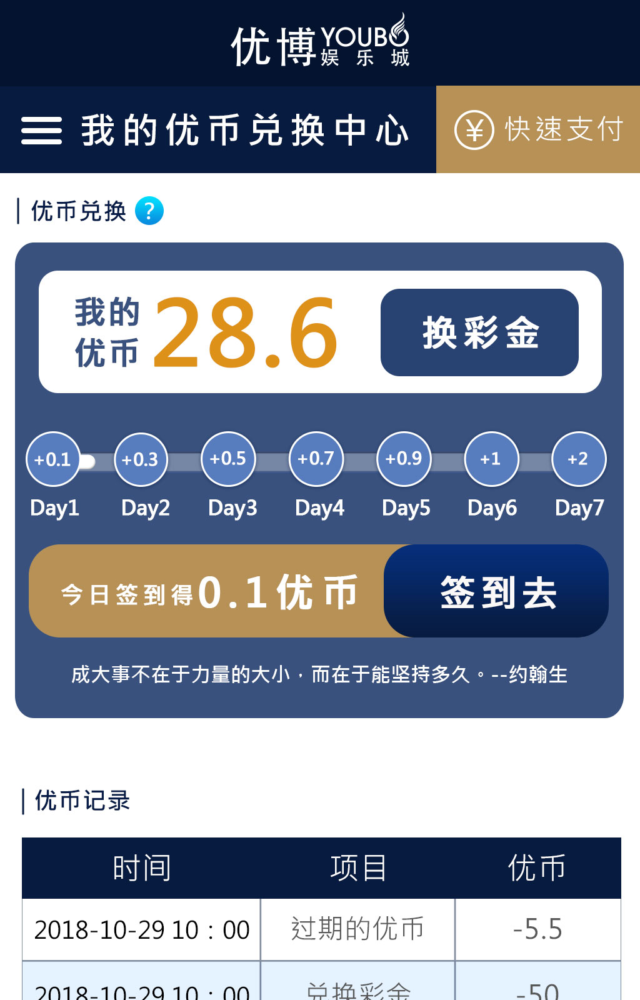 优博 YOUBO
娱乐城
我的优币兑换中心
¥ 快速支付
优币兑换 ?
我的
优币
28.6
换彩金
+0.1 +0.3 +0.5 +0.7 +0.9 +1 +2
Day1 Day2 Day3 Day4 Day5 Day6 Day7
今日签到得0.1优币
签到去
成大事不在于力量的大小，而在于能坚持多久。--约翰生
优币记录
时间 项目 优币
2018-10-29 10：00 过期的优币 -5.5
2018-10-29 10：00 兑换彩金 -50